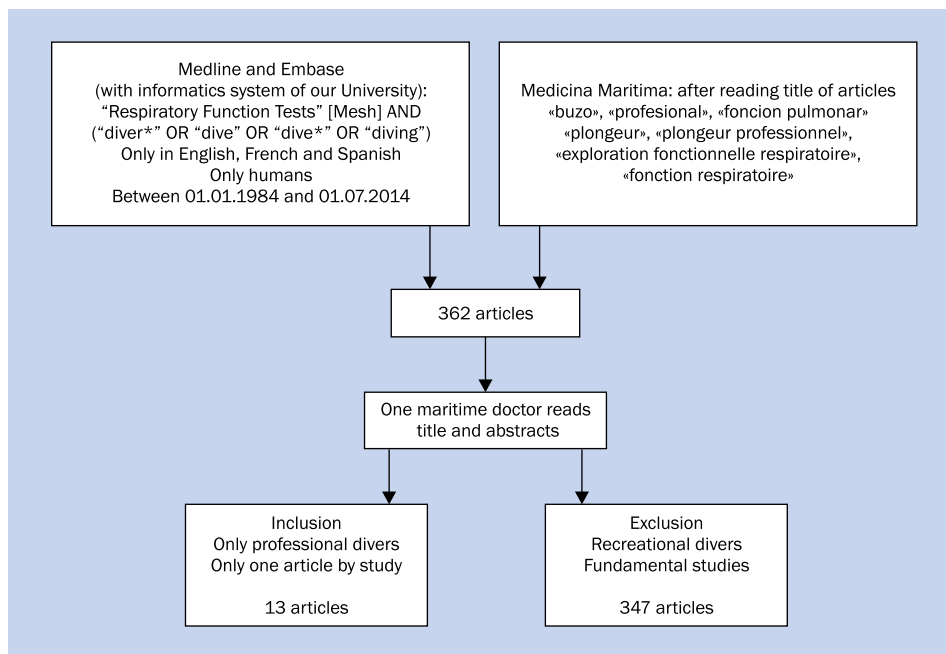 Medline and Embase
(with informatics system of our University):
“Respiratory Function Tests” [Mesh] AND
(“diver*” OR “dive” OR “dive*” OR “diving”)
Only in English, French and Spanish
Only humans
Between 01.01.1984 and 01.07.2014
Medicina Maritima: after reading title of articles
«buzo», «profesional», «foncion pulmonar»
«plongeur», «plongeur professionnel»,
«exploration fonctionnelle respiratoire»,
«fonction respiratoire»
362 articles
One maritime doctor reads
title and abstracts
Inclusion
Only professional divers
Only one article by study
13 articles
Exclusion
Recreational divers
Fundamental studies
347 articles